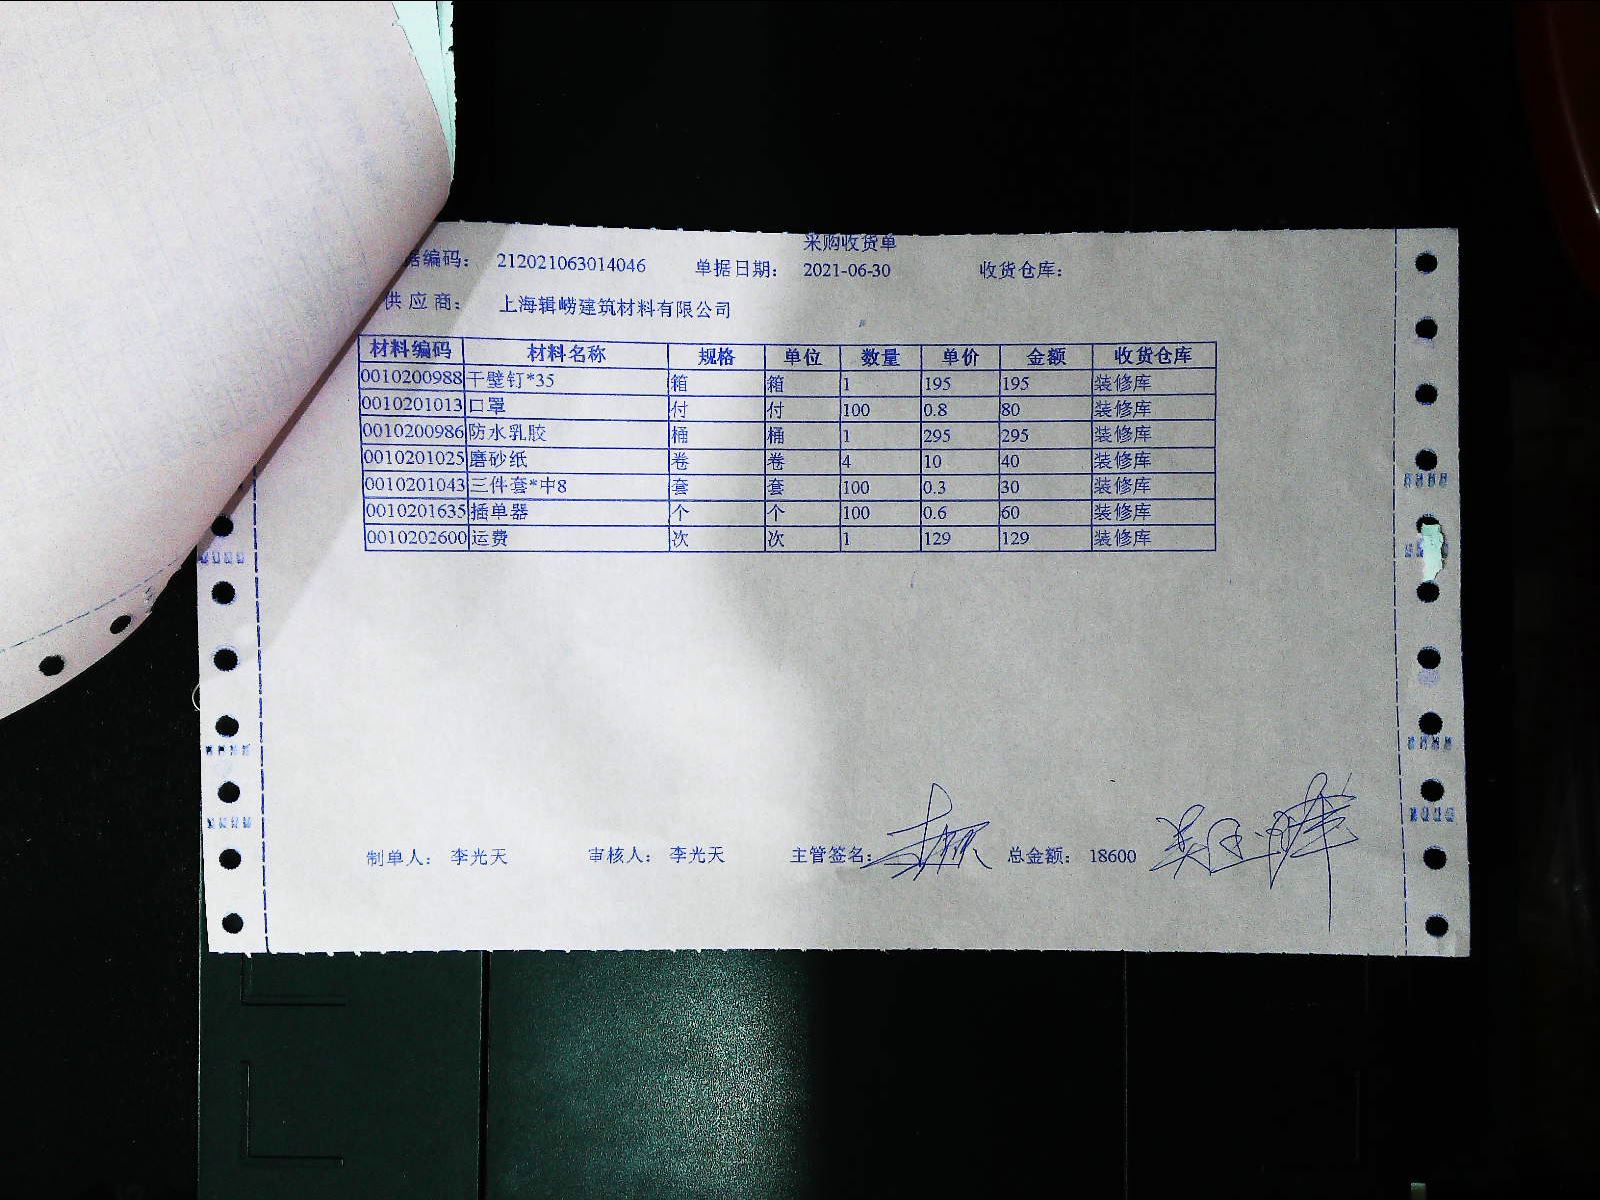 采购收货单
据编码： 212021063014046 单据日期： 2021-06-30 收货仓库：
供应商： 上海辑崂建筑材料有限公司
材料编码 材料名称 规格 单位 数量 单价 金额 收货仓库
0010200988 干壁钉*35 箱 箱 1 195 195 装修库
0010201013 口罩 付 付 100 0.8 80 装修库
0010200986 防水乳胶 桶 桶 1 295 295 装修库
0010201025 磨砂纸 卷 卷 4 10 40 装修库
0010201043 三件套*中8 套 套 100 0.3 30 装修库
0010201635 插单器 个 个 100 0.6 60 装修库
0010202600 运费 次 次 1 129 129 装修库
制单人： 李光天 审核人： 李光天 主管签名： 总金额： 18600